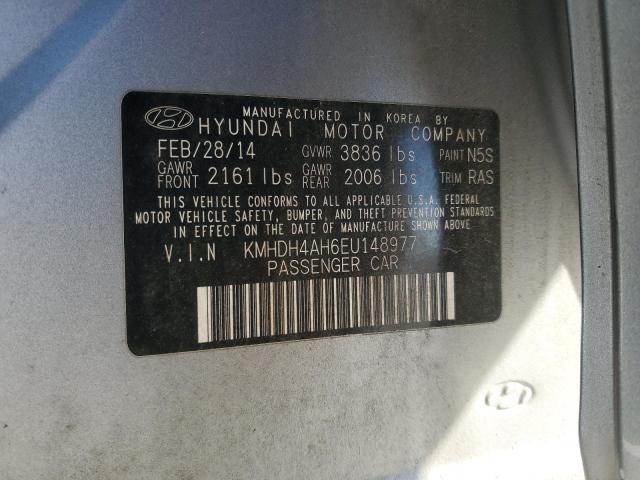 MANUFACTURED IN KOREA BY
HYUNDAI MOTOR COMPANY
FEB/28/14 GVWR 3836 lbs PAINT N5S
GAWR FRONT 2161 lbs GAWR REAR 2006 lbs TRIM RAS
THIS VEHICLE CONFORMS TO ALL APPLICABLE U.S. FEDERAL
MOTOR VEHICLE SAFETY, BUMPER, AND THEFT PREVENTION STANDARDS
IN EFFECT ON THE DATE OF MANUFACTURE SHOWN ABOVE
V.I.N KMHDH4AH6EU148977
PASSENGER CAR